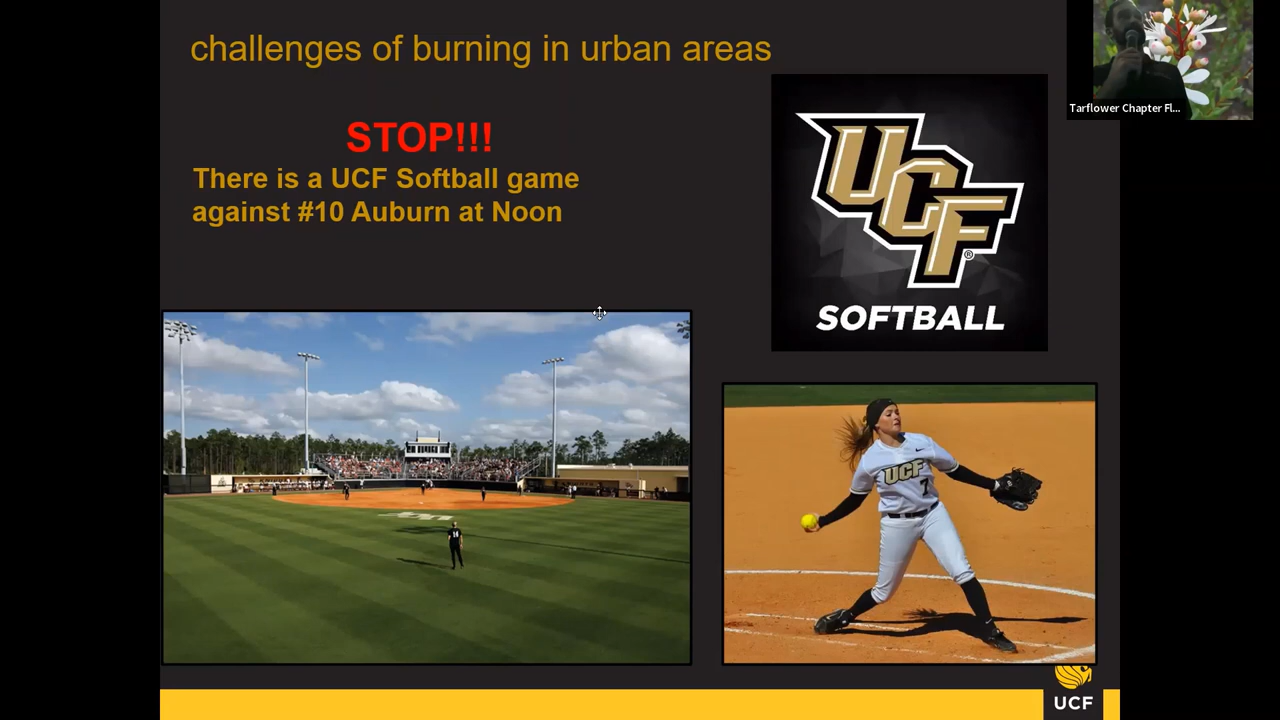 challenges of burning in urban areas
STOP!!!
There is a UCF Softball game
against #10 Auburn at Noon
UCF
®
SOFTBALL
UCF
7
UCF
Tarflower Chapter Fl...